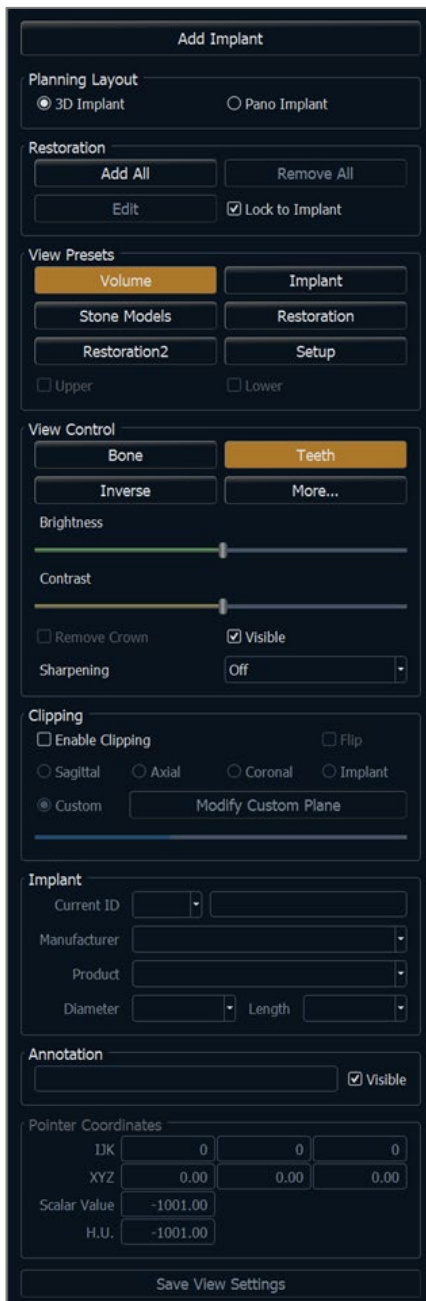 Add Implant
Planning Layout
3D Implant Pano Implant
Restoration
Add All Remove All
Edit Lock to Implant
View Presets
Volume Implant
Stone Models Restoration
Restoration2 Setup
Upper Lower
View Control
Bone Teeth
Inverse More...
Brightness
Contrast
Remove Crown Visible
Sharpening Off
Clipping
Enable Clipping Flip
Sagittal Axial Coronal Implant
Custom Modify Custom Plane
Implant
Current ID
Manufacturer
Product
Diameter Length
Annotation
Visible
Pointer Coordinates
IJK 0 0 0
XYZ 0.00 0.00 0.00
Scalar Value -1001.00
H.U. -1001.00
Save View Settings